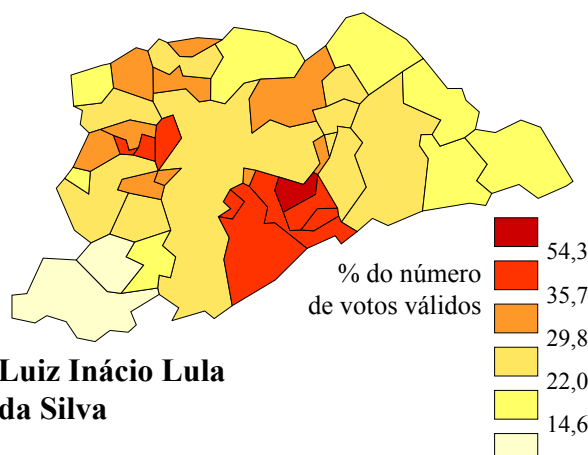 % do número
de votos válidos
54,3
35,7
29,8
22,0
14,6
Luiz Inácio Lula
da Silva